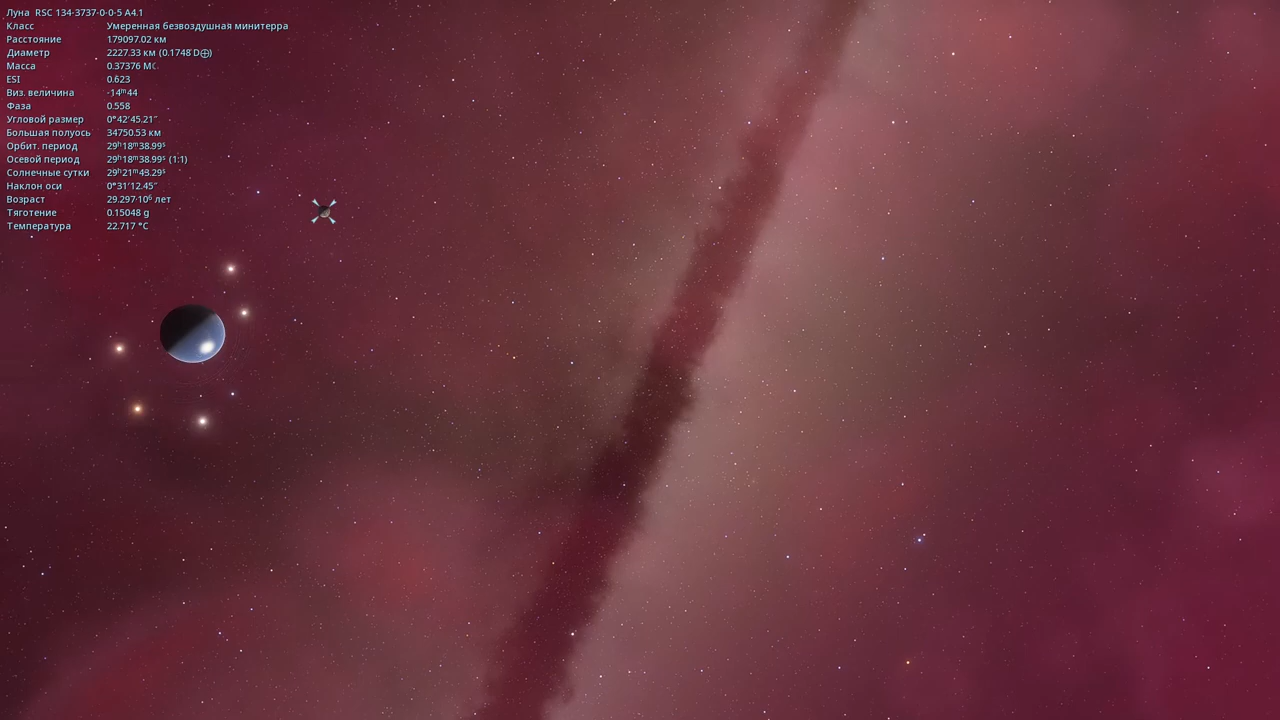 Луна RSC 134-3737-0-0-5 A4.1
Класс Умеренная безвоздушная минитерра
Расстояние 179097.02 км
Диаметр 2227.33 км (0.1748 D⊕)
Масса 0.37376 M☾
ESI 0.623
Виз. величина -14ᵐ44
Фаза 0.558
Угловой размер 0°42′45.21″
Большая полуось 34750.53 км
Орбит. период 29ʰ18ᵐ38.99ˢ
Осевой период 29ʰ18ᵐ38.99ˢ (1:1)
Солнечные сутки 29ʰ21ᵐ43.29ˢ
Наклон оси 0°31′12.45″
Возраст 29.297·10⁶ лет
Тяготение 0.15048 g
Температура 22.717 °C